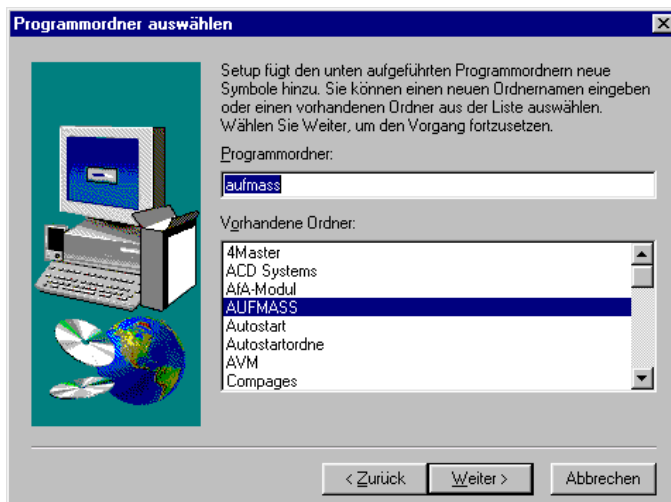 Programmordner auswählen
Setup fügt den unten aufgeführten Programmordnern neue
Symbole hinzu. Sie können einen neuen Ordnernamen eingeben
oder einen vorhandenen Ordner aus der Liste auswählen.
Wählen Sie Weiter, um den Vorgang fortzusetzen.
Programmordner:
aufmass
Vorhandene Ordner:
4Master
ACD Systems
AfA-Modul
AUFMASS
Autostart
Autostartordne
AVM
Compages
< Zurück
Weiter >
Abbrechen